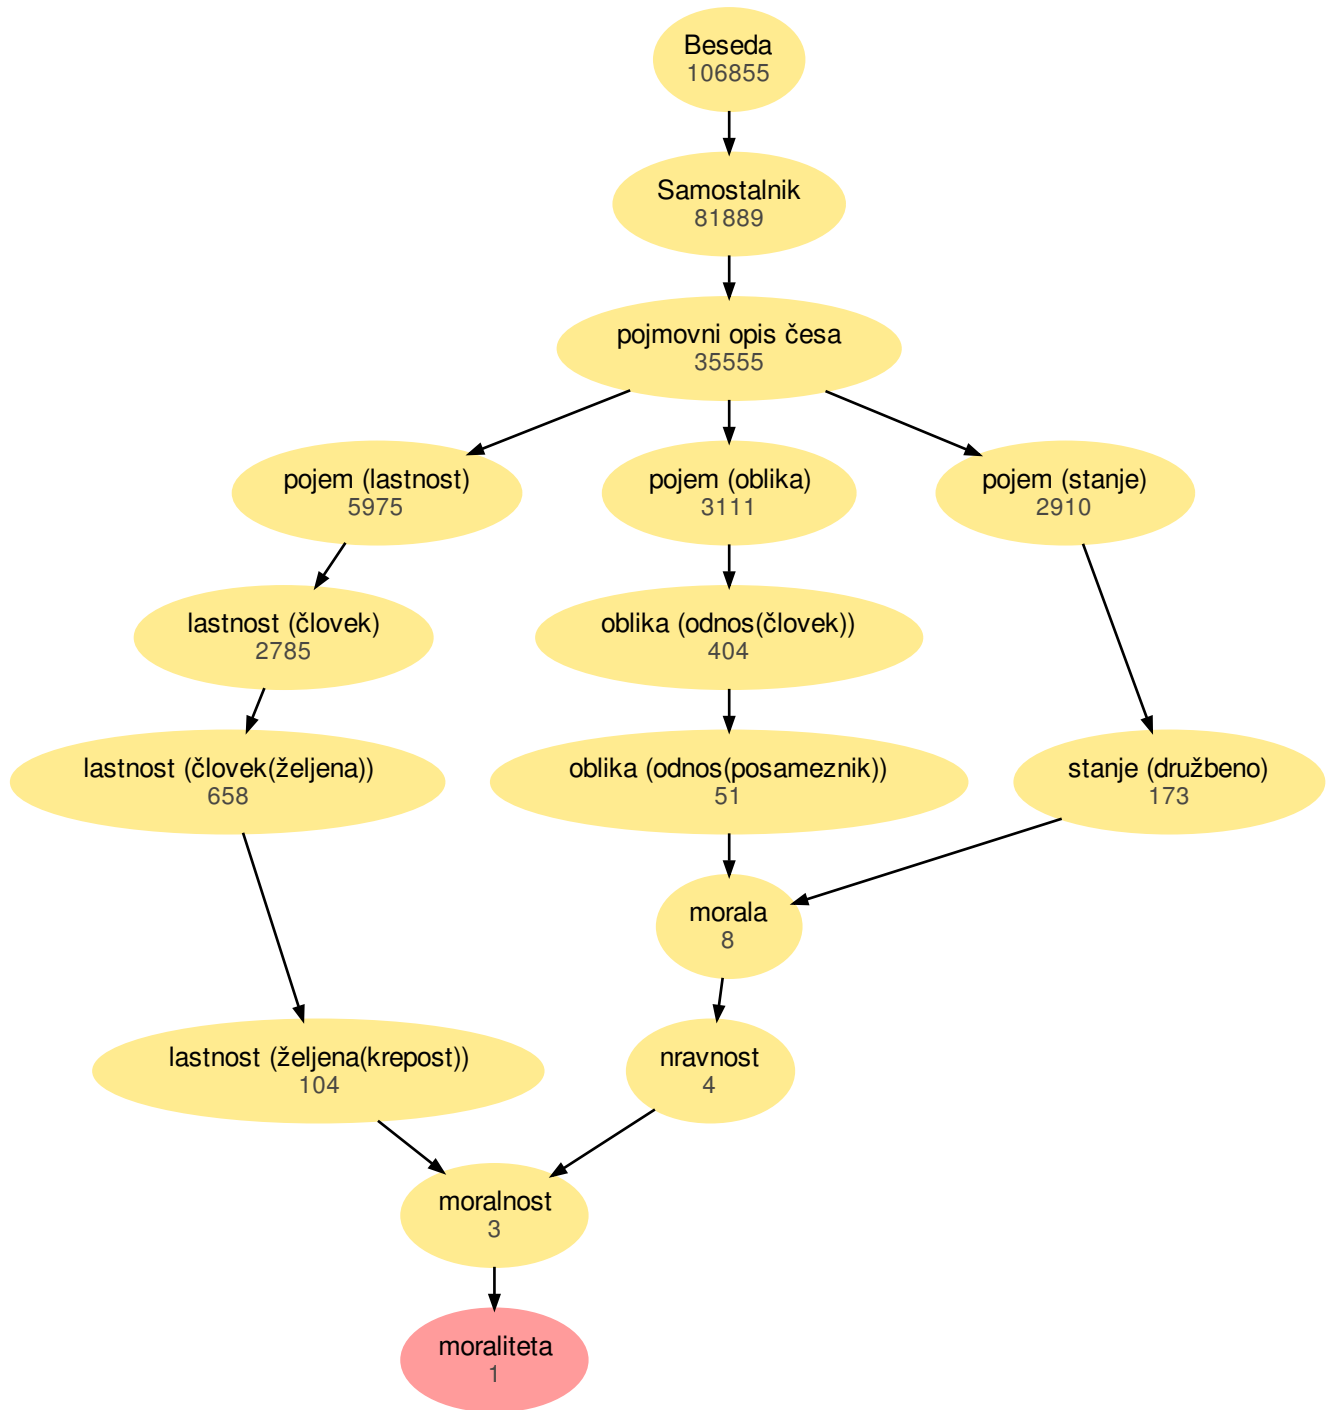 Beseda
106855
Samostalnik
81889
pojmovni opis česa
35555
pojem (lastnost)
5975
pojem (oblika)
3111
pojem (stanje)
2910
lastnost (človek)
2785
oblika (odnos(človek))
404
lastnost (človek(željena))
658
oblika (odnos(posameznik))
51
stanje (družbeno)
173
morala
8
lastnost (željena(krepost))
104
nravnost
4
moralnost
3
moraliteta
1